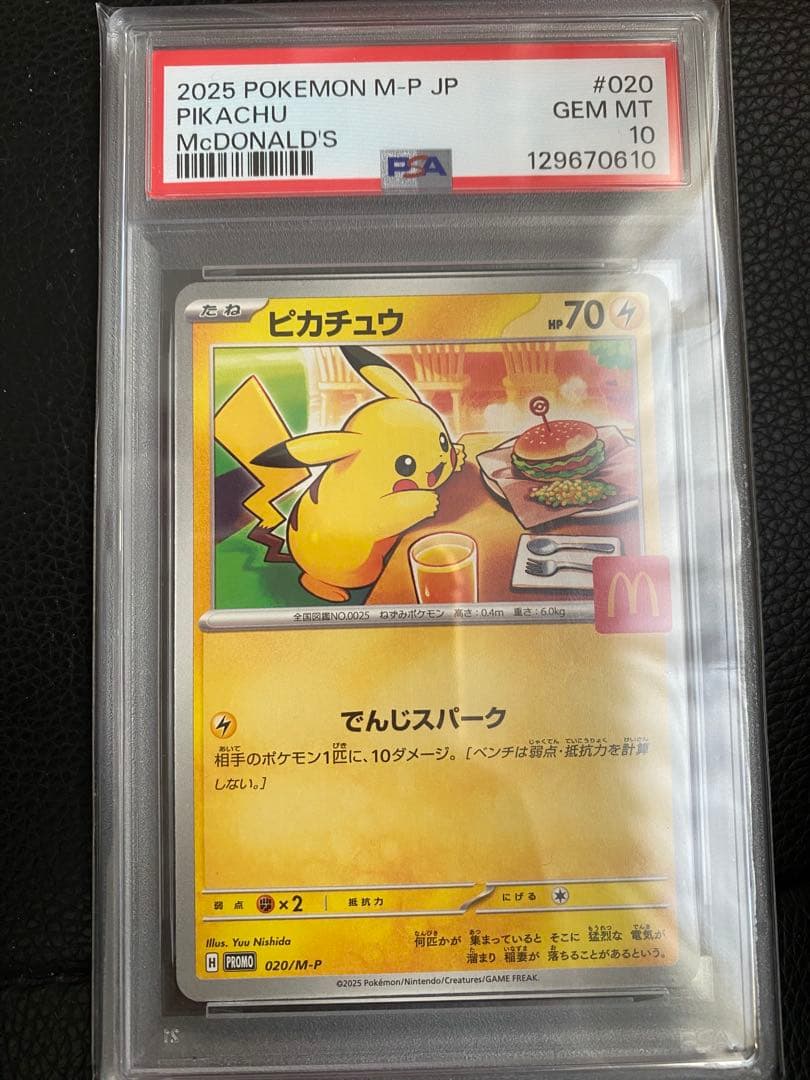 2025 POKEMON M-P JP #020
PIKACHU GEM MT
McDONALD'S 10
PSA 129670610
たね ピカチュウ HP70
全国図鑑NO.0025 ねずみポケモン 高さ:0.4m 重さ:6.0kg
でんじスパーク
相手のポケモン1匹に、10ダメージ。[ベンチは弱点・抵抗力を計算
しない。]
弱点 ×2 抵抗力 にげる
Illus. Yuu Nishida
何匹かが 集まっていると そこに 猛烈な 電気が
溜まり 稲妻が 落ちることがあるという。
H PROMO 020/M-P
©2025 Pokémon/Nintendo/Creatures/GAME FREAK.